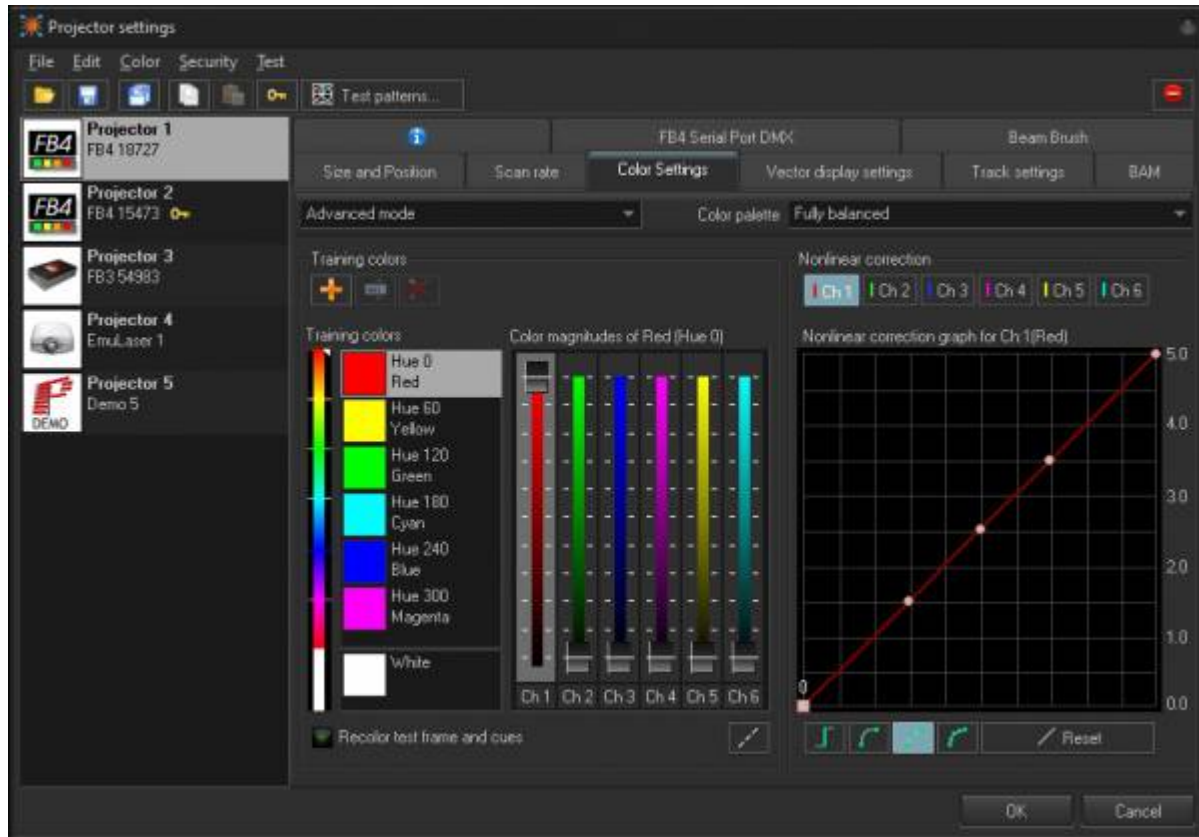 Projector settings
File Edit Color Security Test
Test patterns...
FB4
Projector 1
FB4 18727
FB4
Projector 2
FB4 15473
Projector 3
FB3 54983
Projector 4
EmuLaser 1
DEMO
Projector 5
Demo 5
FB4 Serial Port DMX Beam Brush
Size and Position Scan rate Color Settings Vector display settings Track settings BAM
Advanced mode Color palette Fully balanced
Training colors
Training colors
Hue 0
Red
Hue 60
Yellow
Hue 120
Green
Hue 180
Cyan
Hue 240
Blue
Hue 300
Magenta
White
Color magnitudes of Red (Hue 0)
Ch 1 Ch 2 Ch 3 Ch 4 Ch 5 Ch 6
Recolor test frame and cues
Nonlinear correction
Ch 1 Ch 2 Ch 3 Ch 4 Ch 5 Ch 6
Nonlinear correction graph for Ch 1(Red)
5.0
4.0
3.0
2.0
1.0
0
0.0
Reset
OK Cancel